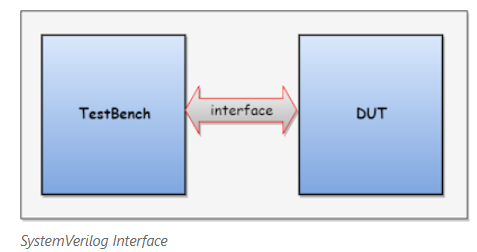 TestBench
interface
DUT
SystemVerilog Interface